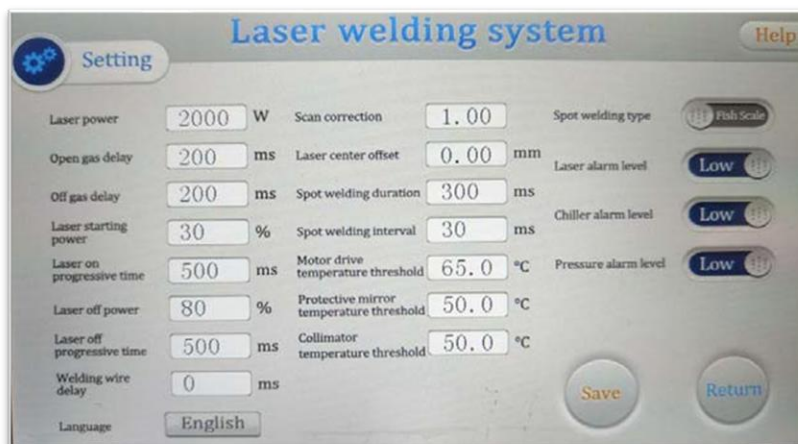 Laser welding system
Help
Setting
Laser power 2000 W
Open gas delay 200 ms
Off gas delay 200 ms
Laser starting
power 30 %
Laser on
progressive time 500 ms
Laser off power 80 %
Laser off
progressive time 500 ms
Welding wire
delay 0 ms
Language English
Scan correction 1.00
Laser center offset 0.00 mm
Spot welding duration 300 ms
Spot welding interval 30 ms
Motor drive
temperature threshold 65.0 °C
Protective mirror
temperature threshold 50.0 °C
Collimator
temperature threshold 50.0 °C
Spot welding type Fish Scale
Laser alarm level Low
Chiller alarm level Low
Pressure alarm level Low
Save
Return